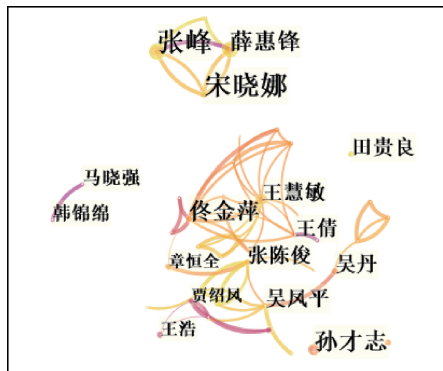 张峰
薛惠锋
宋晓娜
田贵良
马晓强
韩锦绵
王慧敏
佟金萍
王倩
张陈俊
章恒全
吴丹
贾绍凤
吴凤平
王浩
孙才志